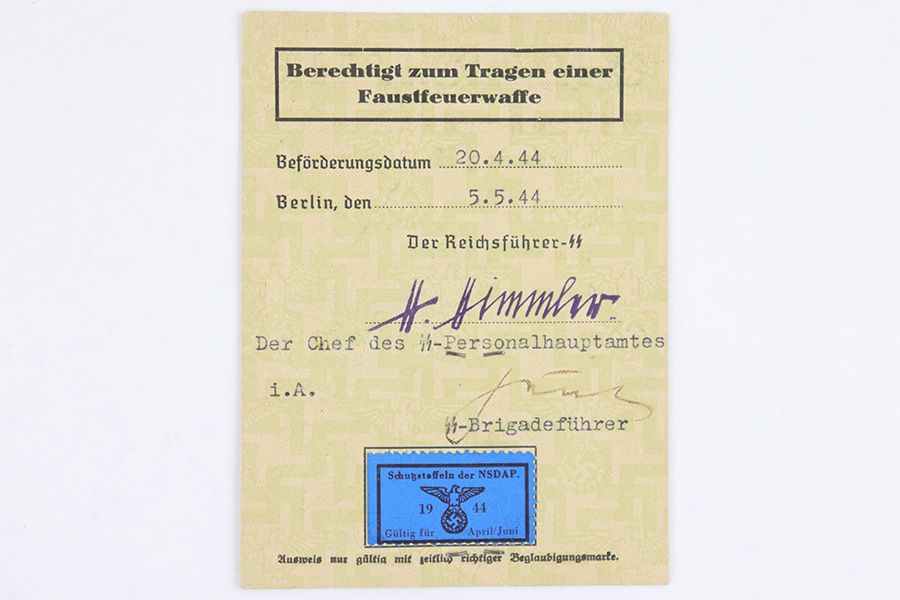 Berechtigt zum Tragen einer
Faustfeuerwaffe
Beförderungsdatum 20.4.44
Berlin, den 5.5.44
Der Reichsführer-SS
H. Himmler.
Der Chef des SS-Personalhauptamtes
i.A.
SS-Brigadeführer
Schutzstaffeln der NSDAP.
19 44
Gültig für April/Juni
Ausweis nur gültig mit zeitlich richtiger Beglaubigungsmarke.